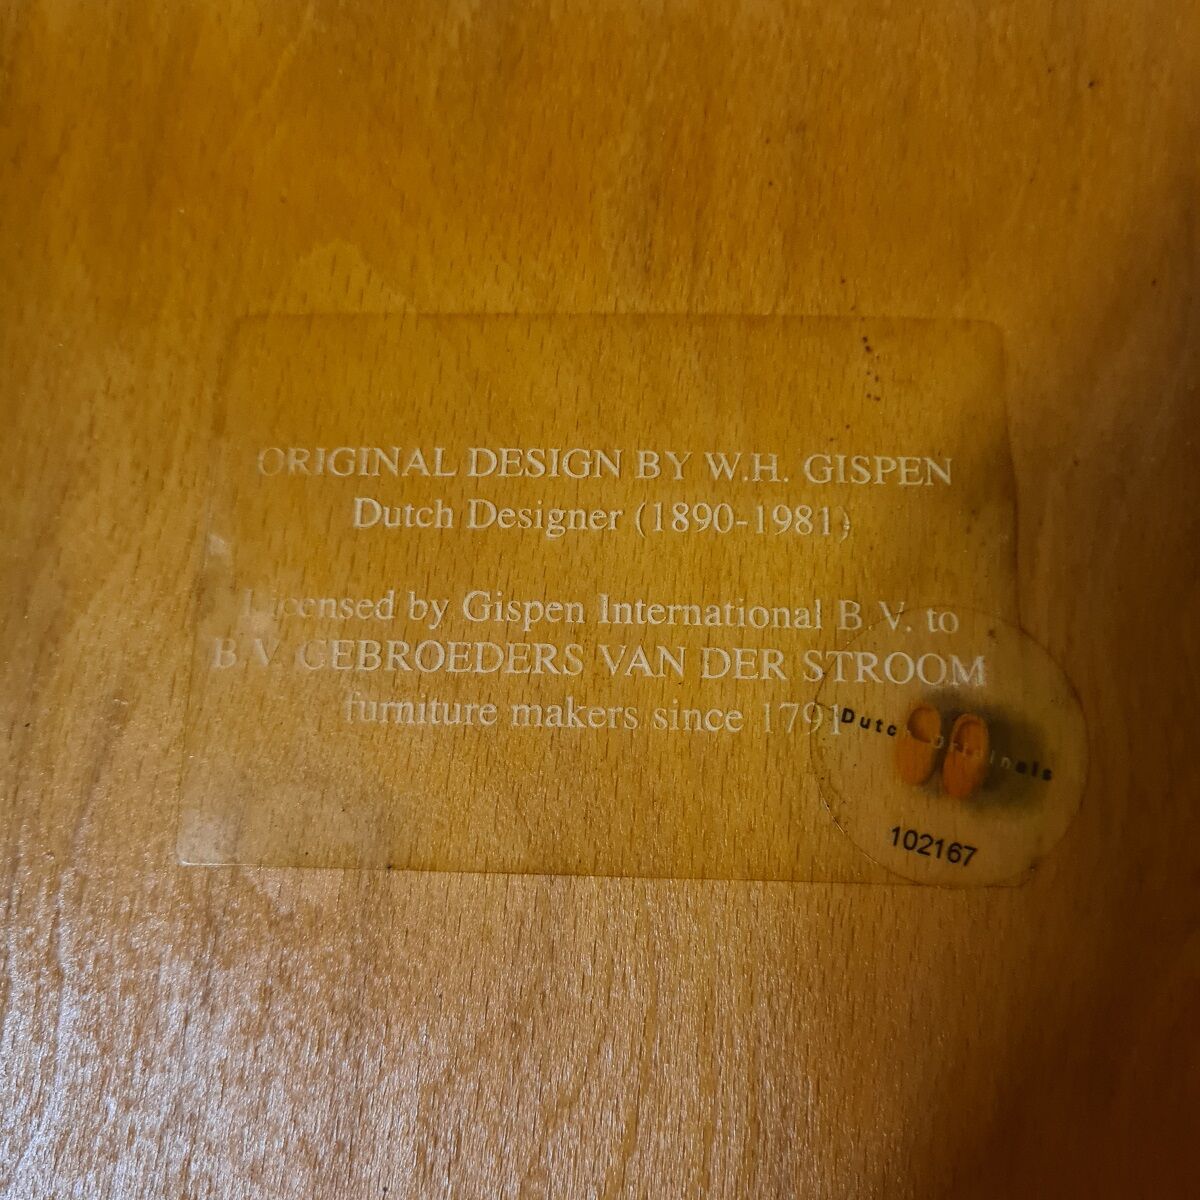 ORIGINAL DESIGN BY W.H. GISPEN
Dutch Designer (1890-1981)
Licensed by Gispen International B.V. to
B.V. GEBROEDERS VAN DER STROOM
furniture makers since 1791
Dutch Originals
102167